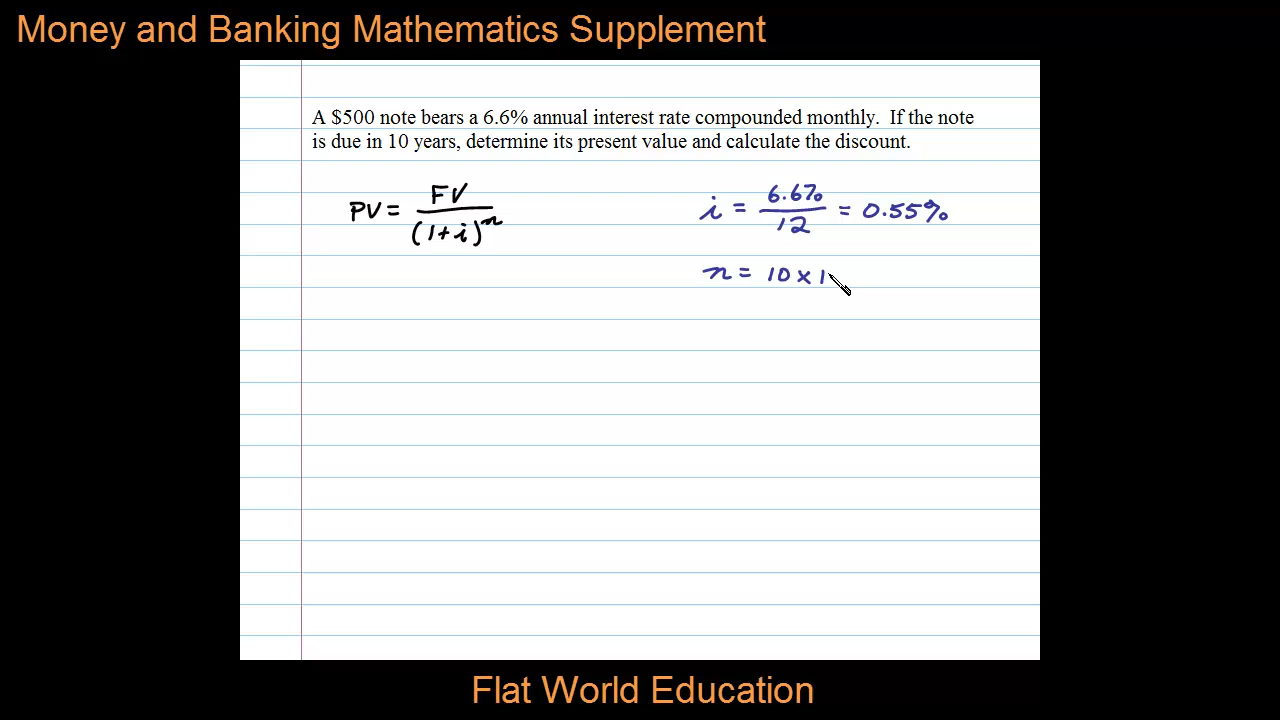 Money and Banking Mathematics Supplement
A $500 note bears a 6.6% annual interest rate compounded monthly. If the note
is due in 10 years, determine its present value and calculate the discount.
PV = FV / (1 + i)^n
i = 6.6% / 12 = 0.55%
n = 10 × 1
Flat World Education